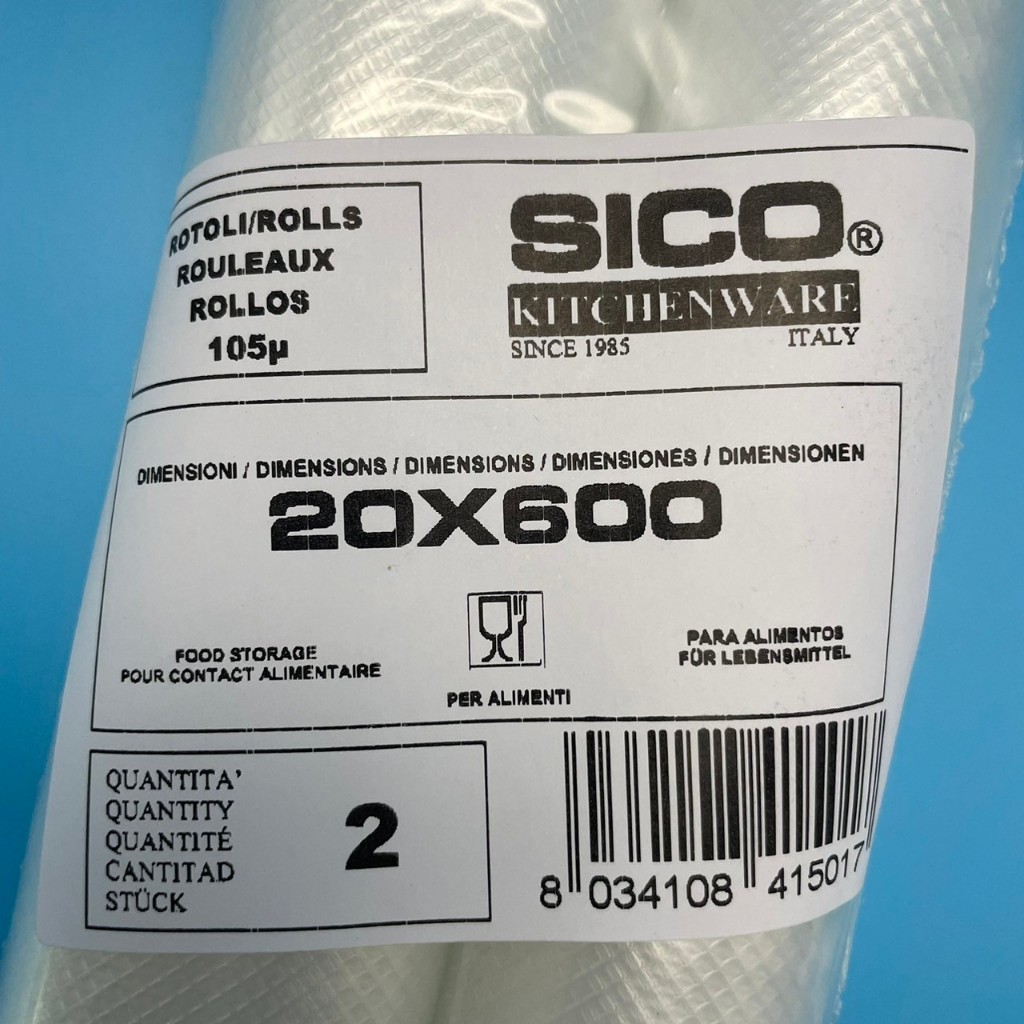 ROTOLI/ROLLS
ROULEAUX
ROLLOS
105µ
SICO®
KITCHENWARE
SINCE 1985 ITALY
DIMENSIONI / DIMENSIONS / DIMENSIONS / DIMENSIONES / DIMENSIONEN
20X600
FOOD STORAGE
POUR CONTACT ALIMENTAIRE
PER ALIMENTI
PARA ALIMENTOS
FÜR LEBENSMITTEL
QUANTITA'
QUANTITY
QUANTITÉ
CANTITAD
STÜCK
2
8 034108 415017